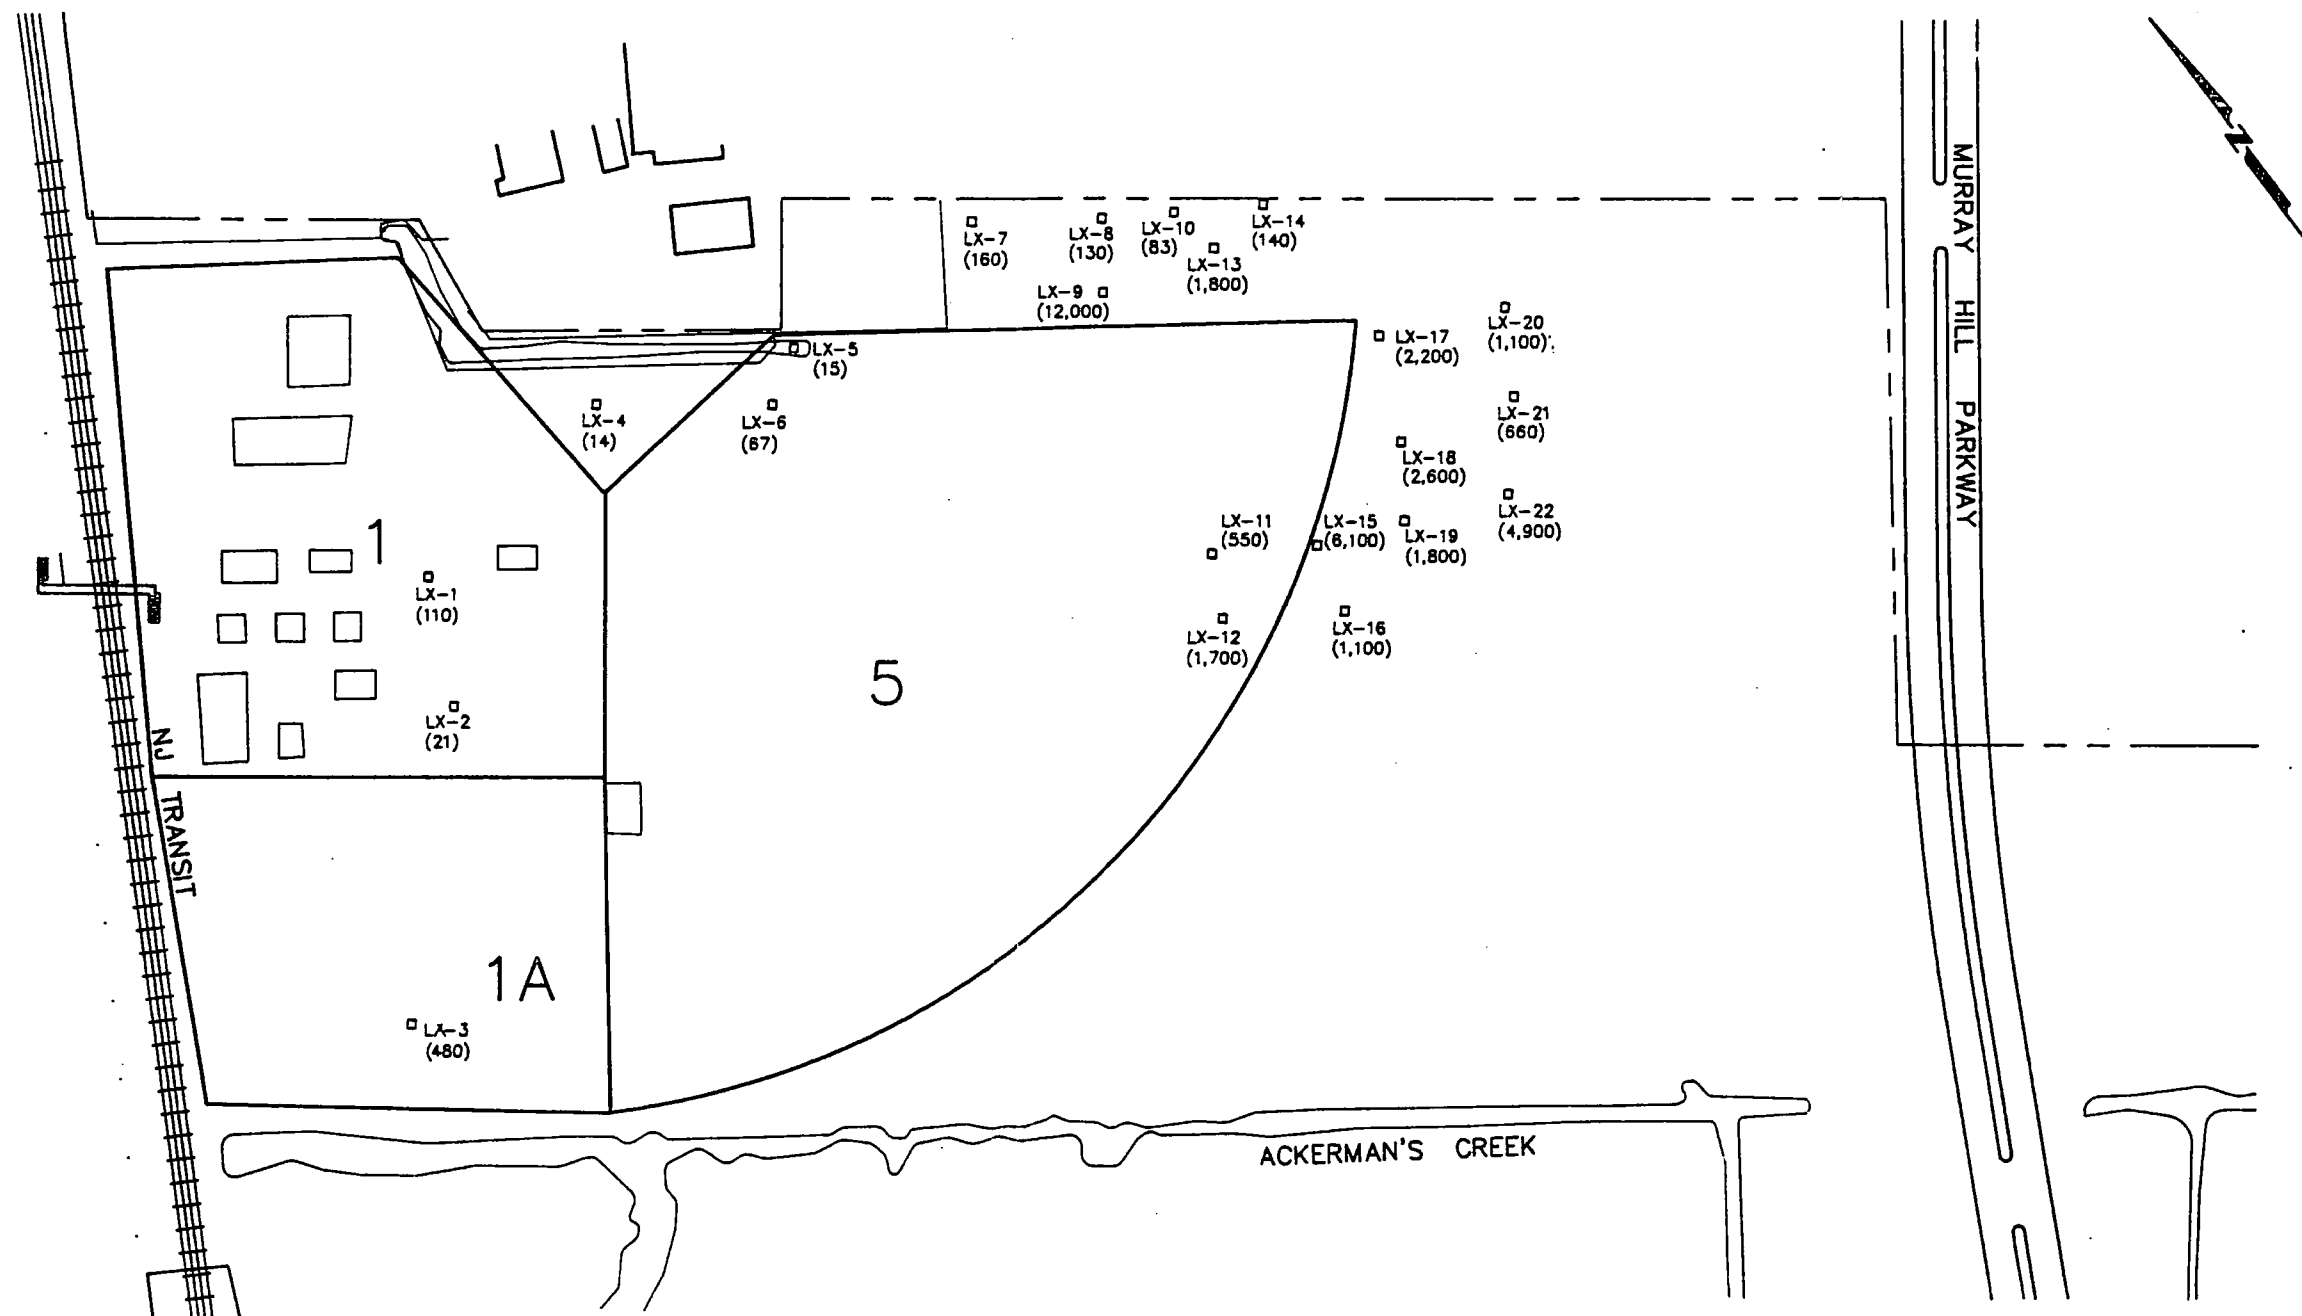 LX-7
(160)
LX-8
(130)
LX-10
(83)
LX-14
(140)
LX-13
(1,800)
LX-9
(12,000)
LX-5
(15)
LX-17
(2,200)
LX-20
(1,100)
LX-4
(14)
LX-6
(67)
LX-21
(660)
LX-18
(2,600)
LX-22
(4,900)
LX-11
(550)
LX-15
(6,100)
LX-19
(1,800)
1
LX-1
(110)
LX-12
(1,700)
LX-16
(1,100)
5
LX-2
(21)
1A
LX-3
(480)
NJ TRANSIT
MURRAY HILL PARKWAY
N
ACKERMAN'S CREEK